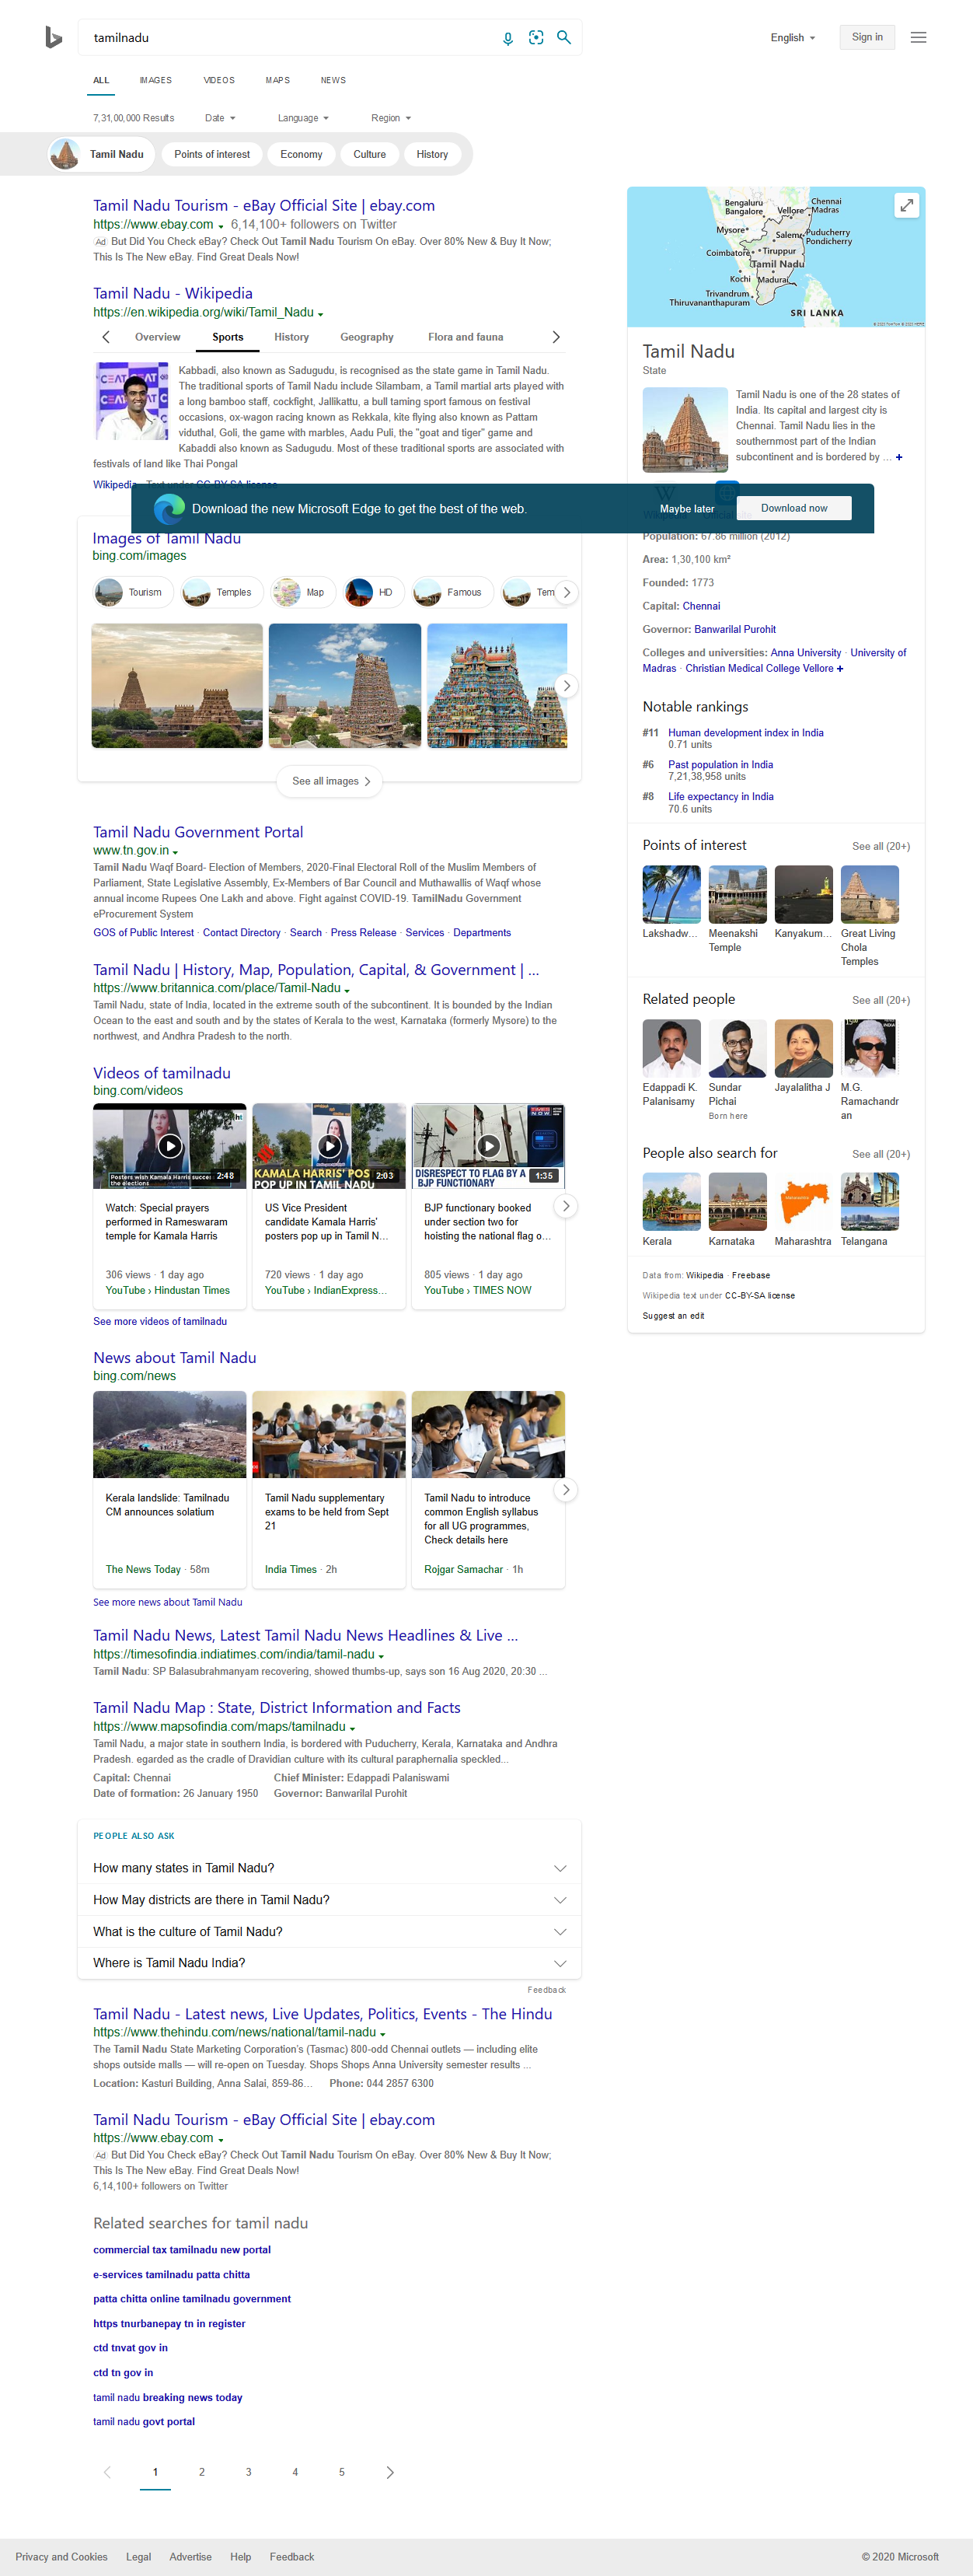 tamilnadu
English
Sign in
ALL IMAGES VIDEOS MAPS NEWS
7,31,00,000 Results Date Language Region
Tamil Nadu Points of interest Economy Culture History
Tamil Nadu Tourism - eBay Official Site | ebay.com
https://www.ebay.com 6,14,100+ followers on Twitter
Ad But Did You Check eBay? Check Out Tamil Nadu Tourism On eBay. Over 80% New & Buy It Now;
This Is The New eBay. Find Great Deals Now!
Tamil Nadu - Wikipedia
https://en.wikipedia.org/wiki/Tamil_Nadu
Overview Sports History Geography Flora and fauna
CEAT CEAT
Kabbadi, also known as Sadugudu, is recognised as the state game in Tamil Nadu.
The traditional sports of Tamil Nadu include Silambam, a Tamil martial arts played with
a long bamboo staff, cockfight, Jallikattu, a bull taming sport famous on festival
occasions, ox-wagon racing known as Rekkala, kite flying also known as Pattam
viduthal, Goli, the game with marbles, Aadu Puli, the "goat and tiger" game and
Kabaddi also known as Sadugudu. Most of these traditional sports are associated with
festivals of land like Thai Pongal
Wikipedia · Text under CC-BY-SA license
Download the new Microsoft Edge to get the best of the web.
Maybe later
Download now
Images of Tamil Nadu
bing.com/images
Tourism Temples Map HD Famous Tem
See all images
Tamil Nadu Government Portal
www.tn.gov.in
Tamil Nadu Waqf Board- Election of Members, 2020-Final Electoral Roll of the Muslim Members of
Parliament, State Legislative Assembly, Ex-Members of Bar Council and Muthawallis of Waqf whose
annual income Rupees One Lakh and above. Fight against COVID-19. TamilNadu Government
eProcurement System
GOS of Public Interest · Contact Directory · Search · Press Release · Services · Departments
Tamil Nadu | History, Map, Population, Capital, & Government | ...
https://www.britannica.com/place/Tamil-Nadu
Tamil Nadu, state of India, located in the extreme south of the subcontinent. It is bounded by the Indian
Ocean to the east and south and by the states of Kerala to the west, Karnataka (formerly Mysore) to the
northwest, and Andhra Pradesh to the north.
Videos of tamilnadu
bing.com/videos
Posters wish Kamala Harris succes
the elections
2:48
KAMALA HARRIS' POS
POP UP IN TAMIL NADU
2:03
TIMES NOW
DISRESPECT TO FLAG BY A
BJP FUNCTIONARY
1:35
Watch: Special prayers
performed in Rameswaram
temple for Kamala Harris
306 views · 1 day ago
YouTube › Hindustan Times
US Vice President
candidate Kamala Harris'
posters pop up in Tamil N...
720 views · 1 day ago
YouTube › IndianExpress...
BJP functionary booked
under section two for
hoisting the national flag o...
805 views · 1 day ago
YouTube › TIMES NOW
See more videos of tamilnadu
News about Tamil Nadu
bing.com/news
Kerala landslide: Tamilnadu
CM announces solatium
The News Today · 58m
Tamil Nadu supplementary
exams to be held from Sept
21
India Times · 2h
Tamil Nadu to introduce
common English syllabus
for all UG programmes,
Check details here
Rojgar Samachar · 1h
See more news about Tamil Nadu
Tamil Nadu News, Latest Tamil Nadu News Headlines & Live ...
https://timesofindia.indiatimes.com/india/tamil-nadu
Tamil Nadu: SP Balasubrahmanyam recovering, showed thumbs-up, says son 16 Aug 2020, 20:30 ...
Tamil Nadu Map : State, District Information and Facts
https://www.mapsofindia.com/maps/tamilnadu
Tamil Nadu, a major state in southern India, is bordered with Puducherry, Kerala, Karnataka and Andhra
Pradesh. egarded as the cradle of Dravidian culture with its cultural paraphernalia speckled...
Capital: Chennai Chief Minister: Edappadi Palaniswami
Date of formation: 26 January 1950 Governor: Banwarilal Purohit
PEOPLE ALSO ASK
How many states in Tamil Nadu?
How May districts are there in Tamil Nadu?
What is the culture of Tamil Nadu?
Where is Tamil Nadu India?
Feedback
Tamil Nadu - Latest news, Live Updates, Politics, Events - The Hindu
https://www.thehindu.com/news/national/tamil-nadu
The Tamil Nadu State Marketing Corporation's (Tasmac) 800-odd Chennai outlets — including elite
shops outside malls — will re-open on Tuesday. Shops Shops Anna University semester results ...
Location: Kasturi Building, Anna Salai, 859-86... Phone: 044 2857 6300
Tamil Nadu Tourism - eBay Official Site | ebay.com
https://www.ebay.com
Ad But Did You Check eBay? Check Out Tamil Nadu Tourism On eBay. Over 80% New & Buy It Now;
This Is The New eBay. Find Great Deals Now!
6,14,100+ followers on Twitter
Related searches for tamil nadu
commercial tax tamilnadu new portal
e-services tamilnadu patta chitta
patta chitta online tamilnadu government
https tnurbanepay tn in register
ctd tnvat gov in
ctd tn gov in
tamil nadu breaking news today
tamil nadu govt portal
1 2 3 4 5
Bengaluru
Bangalore
Chennai
Madras
Vellore
Mysore
Salem
Puducherry
Pondicherry
Coimbatore
Tiruppur
Tamil Nadu
Kochi
Madurai
Trivandrum
Thiruvananthapuram
SRI LANKA
Tamil Nadu
State
Tamil Nadu is one of the 28 states of
India. Its capital and largest city is
Chennai. Tamil Nadu lies in the
southernmost part of the Indian
subcontinent and is bordered by ... +
Population: 67.86 million (2012)
Area: 1,30,100 km²
Founded: 1773
Capital: Chennai
Governor: Banwarilal Purohit
Colleges and universities: Anna University · University of
Madras · Christian Medical College Vellore +
Notable rankings
#11 Human development index in India
0.71 units
#6 Past population in India
7,21,38,958 units
#8 Life expectancy in India
70.6 units
Points of interest See all (20+)
Lakshadw...
Meenakshi
Temple
Kanyakum...
Great Living
Chola
Temples
Related people See all (20+)
Edappadi K.
Palanisamy
Sundar
Pichai
Born here
Jayalalitha J
M.G.
Ramachandr
an
People also search for See all (20+)
Kerala Karnataka Maharashtra Telangana
Data from: Wikipedia · Freebase
Wikipedia text under CC-BY-SA license
Suggest an edit
Privacy and Cookies Legal Advertise Help Feedback
© 2020 Microsoft